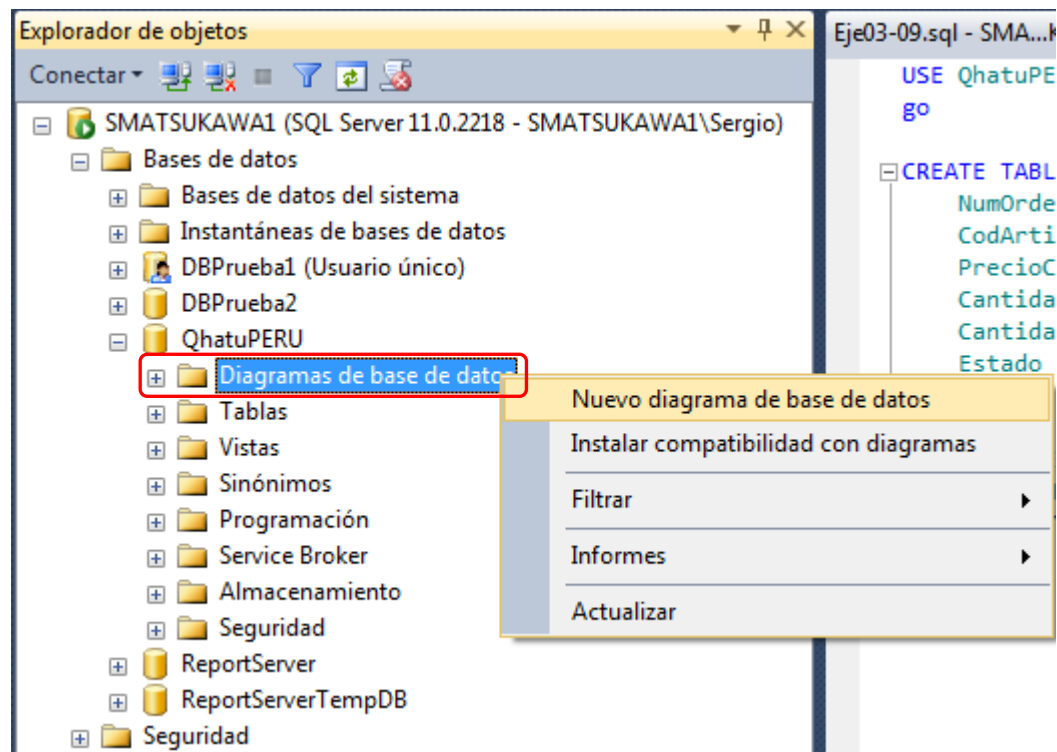 Explorador de objetos
Conectar
SMATSUKAWA1 (SQL Server 11.0.2218 - SMATSUKAWA1\Sergio)
Bases de datos
Bases de datos del sistema
Instantáneas de bases de datos
DBPrueba1 (Usuario único)
DBPrueba2
QhatuPERU
Diagramas de base de datos
Tablas
Vistas
Sinónimos
Programación
Service Broker
Almacenamiento
Seguridad
ReportServer
ReportServerTempDB
Seguridad
Nuevo diagrama de base de datos
Instalar compatibilidad con diagramas
Filtrar
Informes
Actualizar
Eje03-09.sql - SMA...K
USE QhatuPE
go
CREATE TABL
NumOrde
CodArti
PrecioC
Cantida
Cantida
Estado